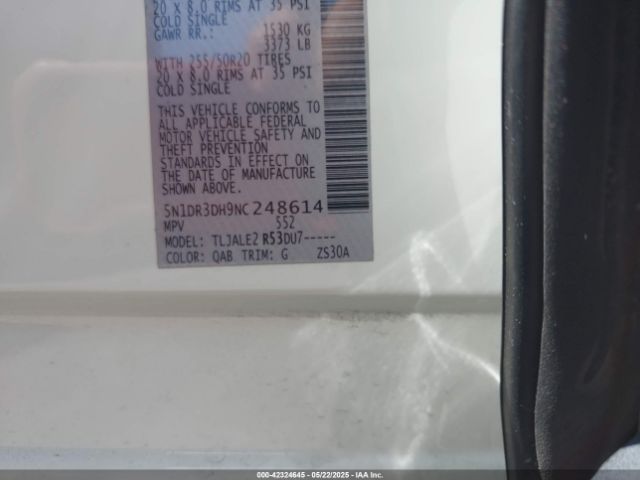 20 x 8.0 RIMS AT 35 PSI
COLD SINGLE
GAWR RR.: 1530 KG
3373 LB
WITH 255/50R20 TIRES
20 x 8.0 RIMS AT 35 PSI
COLD SINGLE
THIS VEHICLE CONFORMS TO
ALL APPLICABLE FEDERAL
MOTOR VEHICLE SAFETY AND
THEFT PREVENTION
STANDARDS IN EFFECT ON
THE DATE OF MANUFACTURE
SHOWN ABOVE.
5N1DR3DH9NC248614
MPV 55Z
MODEL: TLJALE2 R53DU7-----
COLOR: QAB TRIM: G ZS30A
000-42324645 - 05/22/2025 - IAA Inc.